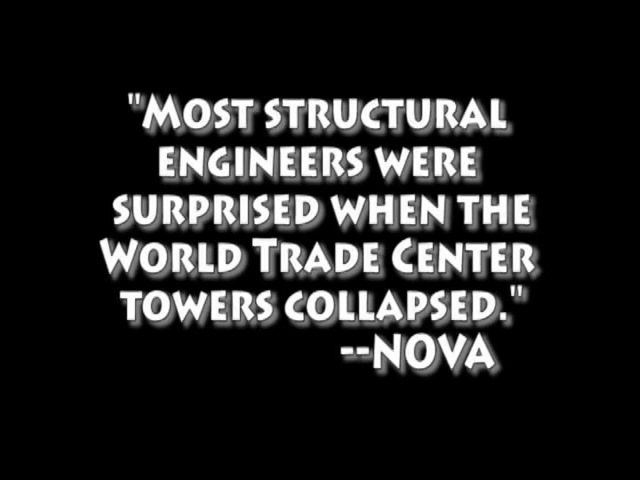 "Most structural
engineers were
surprised when the
World Trade Center
towers collapsed."
--NOVA